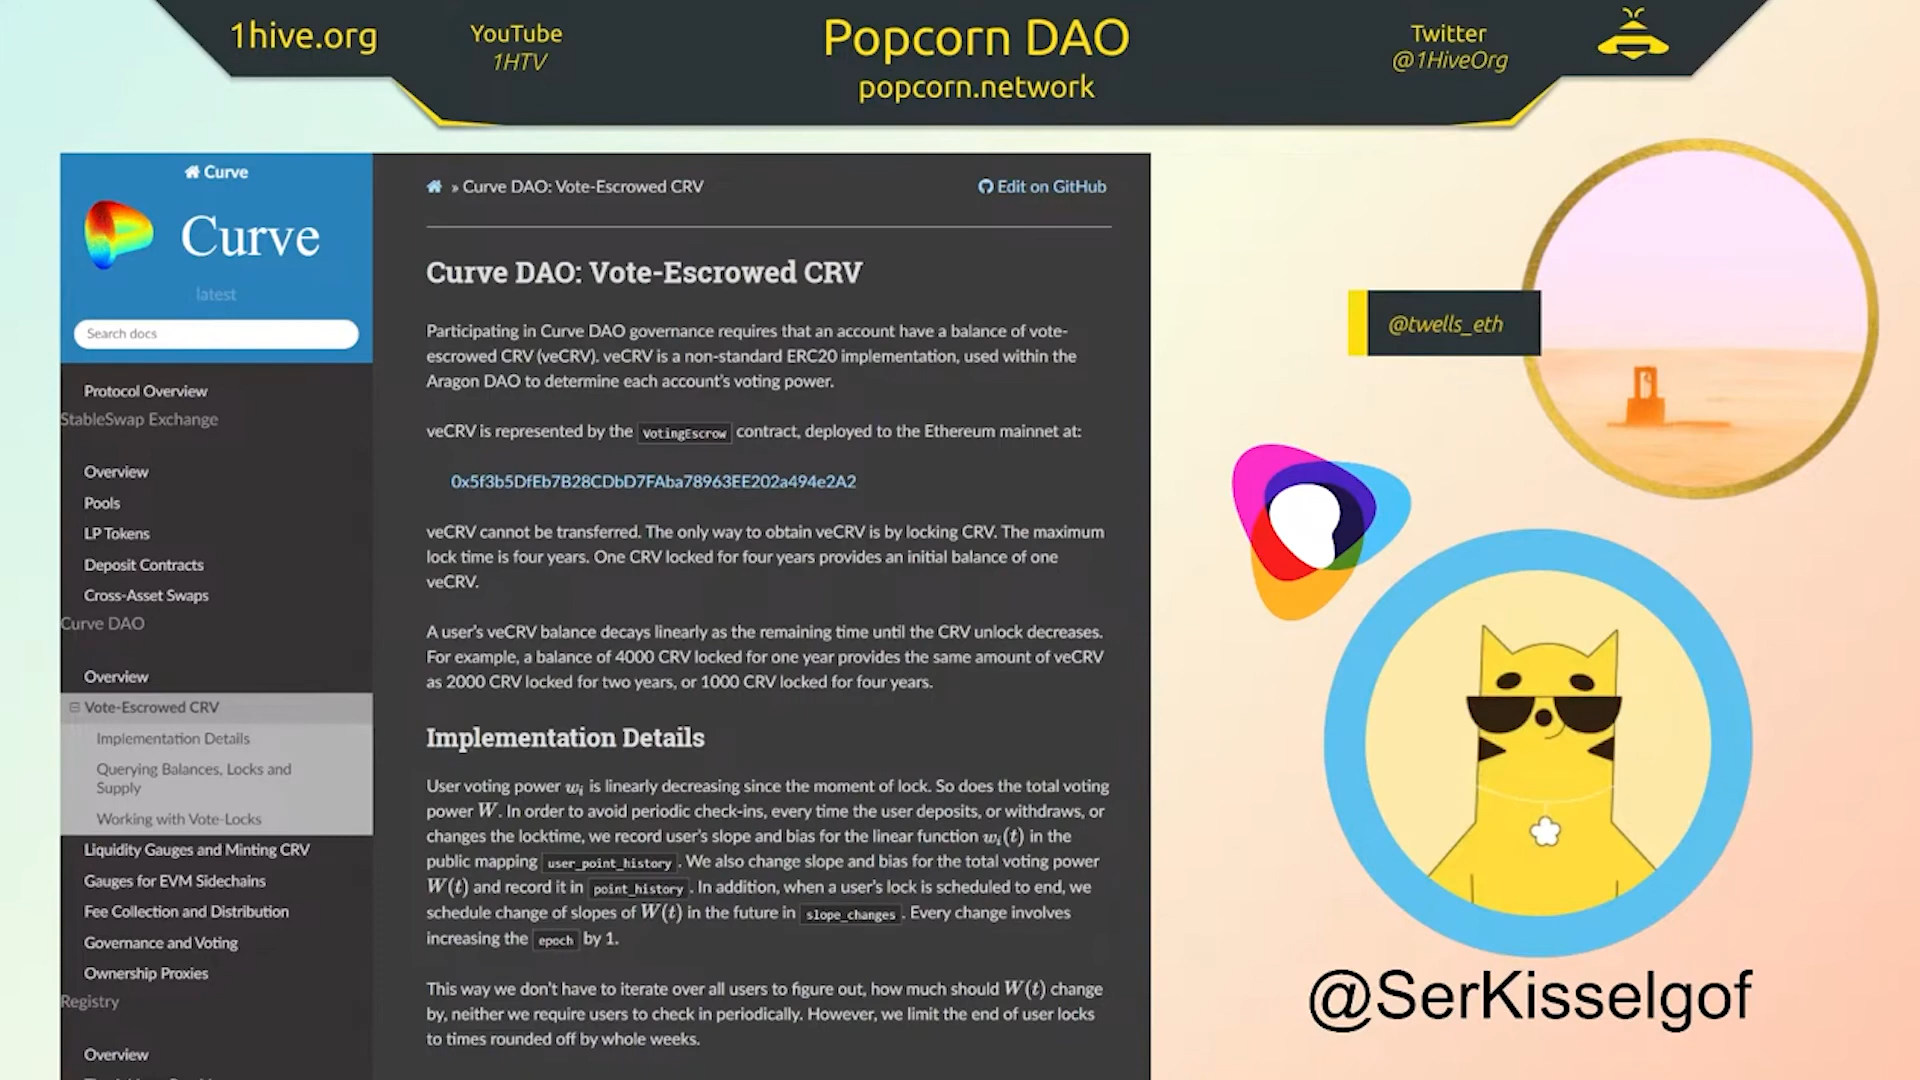 1hive.org
YouTube
1HTV
Popcorn DAO
popcorn.network
Twitter
@1HiveOrg
Curve
Curve
latest
Search docs
Protocol Overview
StableSwap Exchange
Overview
Pools
LP Tokens
Deposit Contracts
Cross-Asset Swaps
Curve DAO
Overview
Vote-Escrowed CRV
Implementation Details
Querying Balances, Locks and
Supply
Working with Vote-Locks
Liquidity Gauges and Minting CRV
Gauges for EVM Sidechains
Fee Collection and Distribution
Governance and Voting
Ownership Proxies
Registry
Overview
» Curve DAO: Vote-Escrowed CRV
Edit on GitHub
Curve DAO: Vote-Escrowed CRV
Participating in Curve DAO governance requires that an account have a balance of vote-
escrowed CRV (veCRV). veCRV is a non-standard ERC20 implementation, used within the
Aragon DAO to determine each account's voting power.
veCRV is represented by the VotingEscrow contract, deployed to the Ethereum mainnet at:
0x5f3b5DfEb7B28CDbD7FAba78963EE202a494e2A2
veCRV cannot be transferred. The only way to obtain veCRV is by locking CRV. The maximum
lock time is four years. One CRV locked for four years provides an initial balance of one
veCRV.
A user's veCRV balance decays linearly as the remaining time until the CRV unlock decreases.
For example, a balance of 4000 CRV locked for one year provides the same amount of veCRV
as 2000 CRV locked for two years, or 1000 CRV locked for four years.
Implementation Details
User voting power wᵢ is linearly decreasing since the moment of lock. So does the total voting
power W. In order to avoid periodic check-ins, every time the user deposits, or withdraws, or
changes the locktime, we record user's slope and bias for the linear function wᵢ(t) in the
public mapping user_point_history. We also change slope and bias for the total voting power
W(t) and record it in point_history. In addition, when a user's lock is scheduled to end, we
schedule change of slopes of W(t) in the future in slope_changes. Every change involves
increasing the epoch by 1.
This way we don't have to iterate over all users to figure out, how much should W(t) change
by, neither we require users to check in periodically. However, we limit the end of user locks
to times rounded off by whole weeks.
@twells_eth
@SerKisselgof